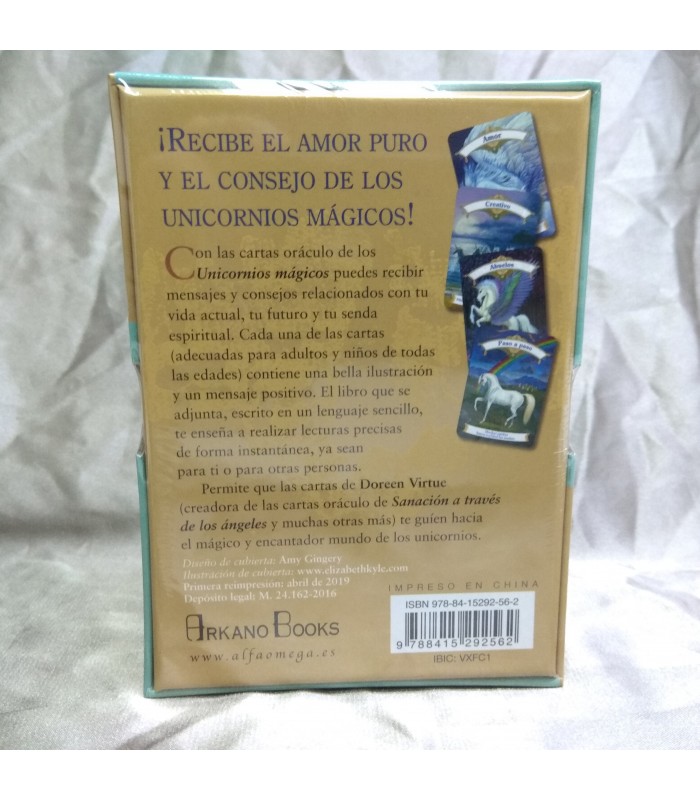 ¡RECIBE EL AMOR PURO
Y EL CONSEJO DE LOS
UNICORNIOS MÁGICOS!
Con las cartas oráculo de los
Unicornios mágicos puedes recibir
mensajes y consejos relacionados con tu
vida actual, tu futuro y tu senda
espiritual. Cada una de las cartas
(adecuadas para adultos y niños de todas
las edades) contiene una bella ilustración
y un mensaje positivo. El libro que se
adjunta, escrito en un lenguaje sencillo,
te enseña a realizar lecturas precisas
de forma instantánea, ya sean
para ti o para otras personas.
Permite que las cartas de Doreen Virtue
(creadora de las cartas oráculo de Sanación a través
de los ángeles y muchas otras más) te guíen hacia
el mágico y encantador mundo de los unicornios.
Amor
Creativo
Abuelos
Paso a paso
Diseño de cubierta: Amy Gingery
Ilustración de cubierta: www.elizabethkyle.com
Primera reimpresión: abril de 2019
Depósito legal: M. 24.162-2016
ARKANO BOOKS
www.alfaomega.es
IMPRESO EN CHINA
ISBN 978-84-15292-56-2
9 788415 292562
IBIC: VXFC1